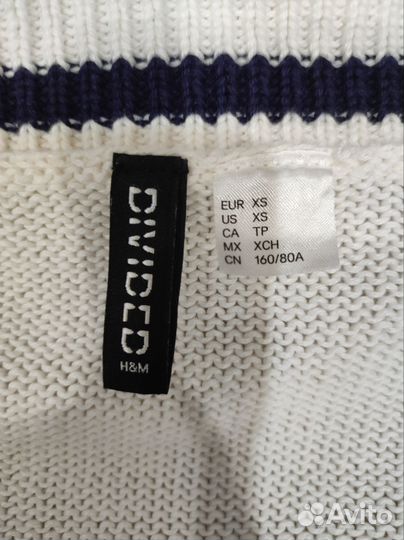 DIVIDED
H&M
EUR XS
US XS
CA TP
MX XCH
CN 160/80A
Avito